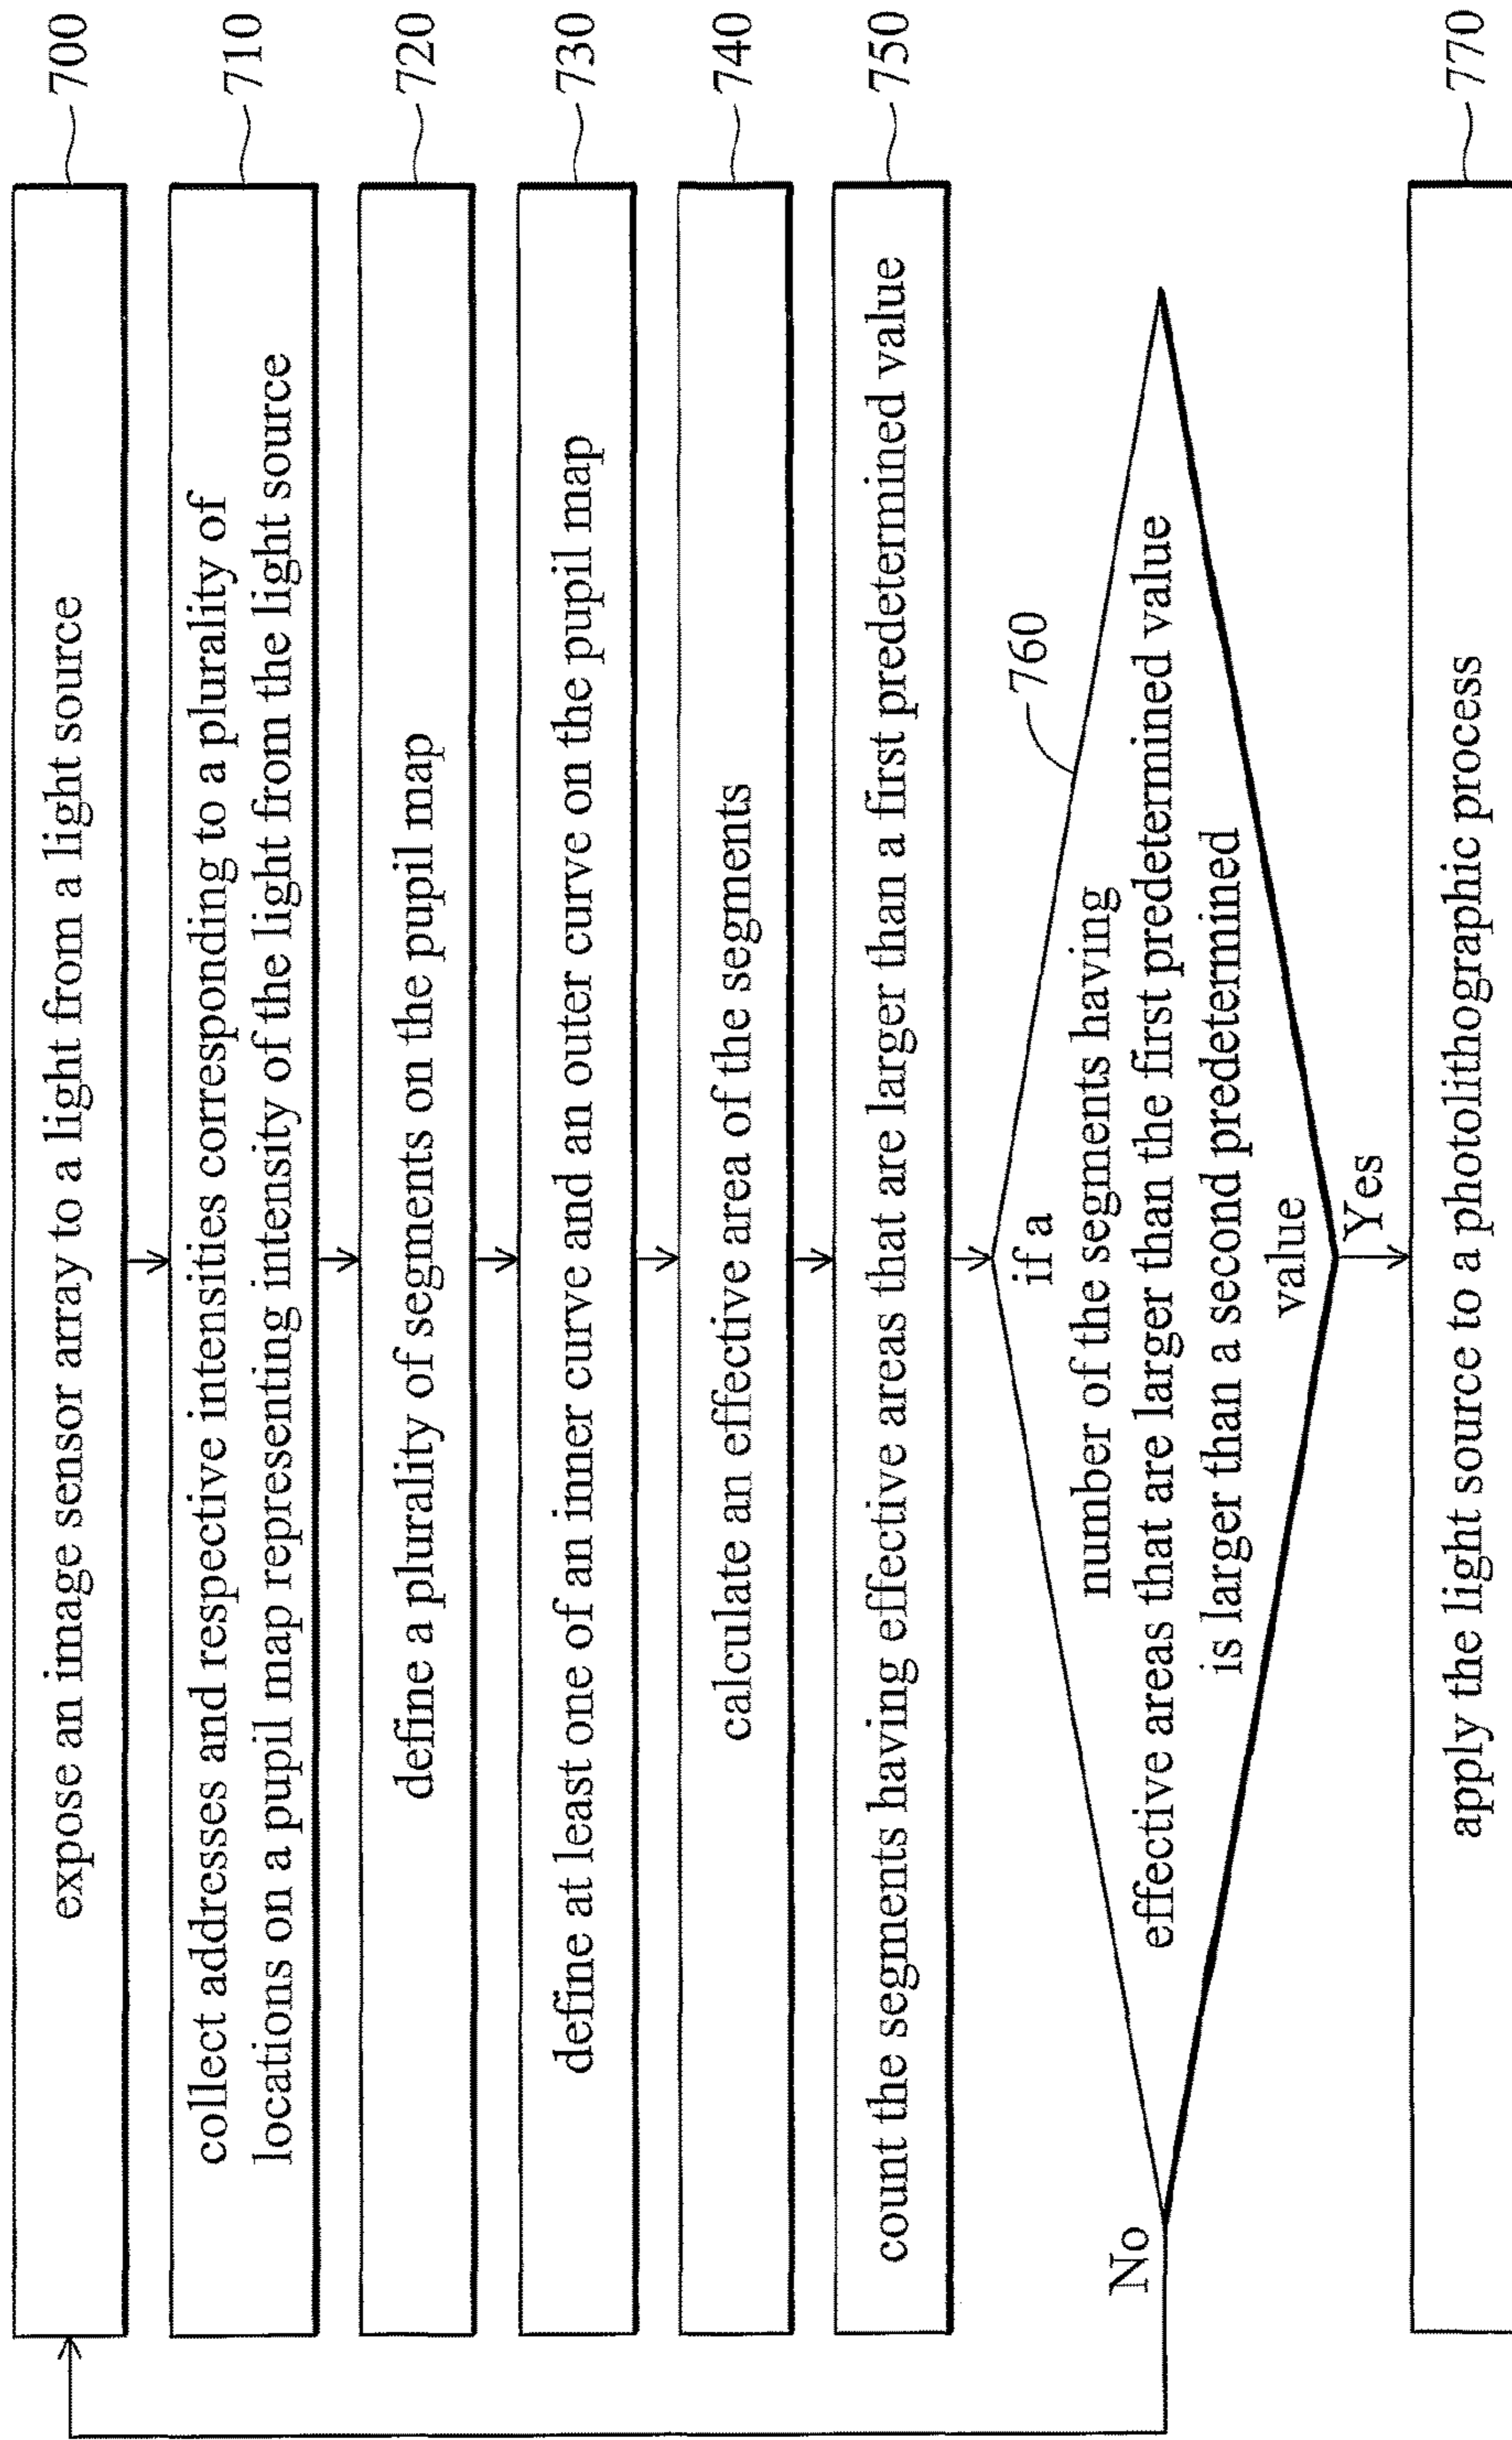 expose an image sensor array to a light from a light source
700
collect addresses and respective intensities corresponding to a plurality of
locations on a pupil map representing intensity of the light from the light source
710
define a plurality of segments on the pupil map
720
define at least one of an inner curve and an outer curve on the pupil map
730
calculate an effective area of the segments
740
count the segments having effective areas that are larger than a first predetermined value
750
760
if a
number of the segments having
effective areas that are larger than the first predetermined value
is larger than a second predetermined
value
No
Yes
apply the light source to a photolithographic process
770